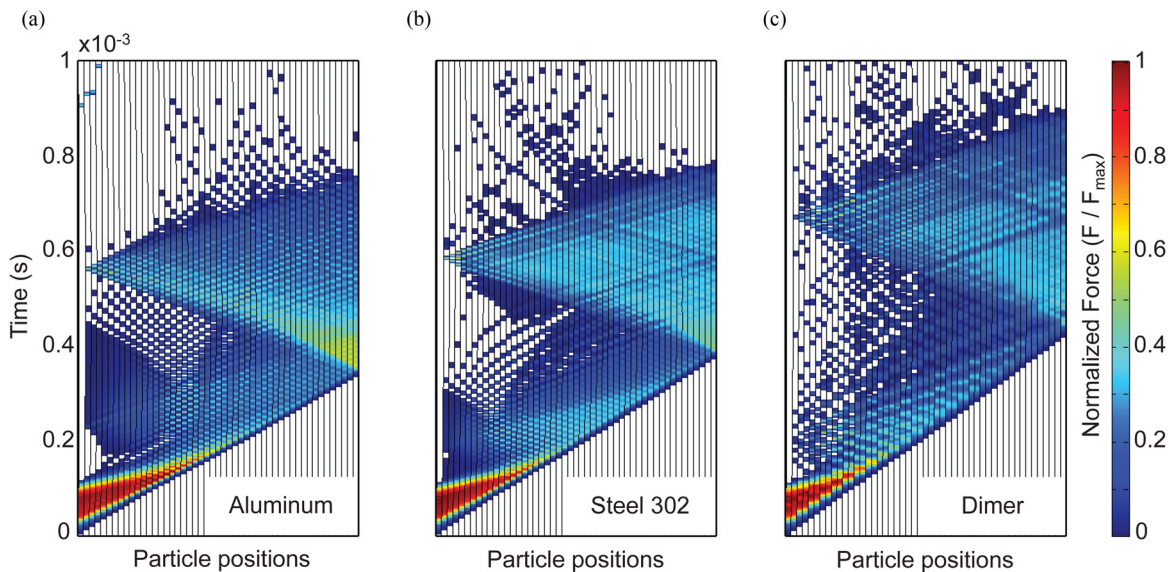 (a)
(b)
(c)
x10⁻³
1
0.8
0.6
0.4
0.2
0
Time (s)
Aluminum
Steel 302
Dimer
Particle positions
Particle positions
Particle positions
1
0.8
0.6
0.4
0.2
0
Normalized Force (F / Fmax)